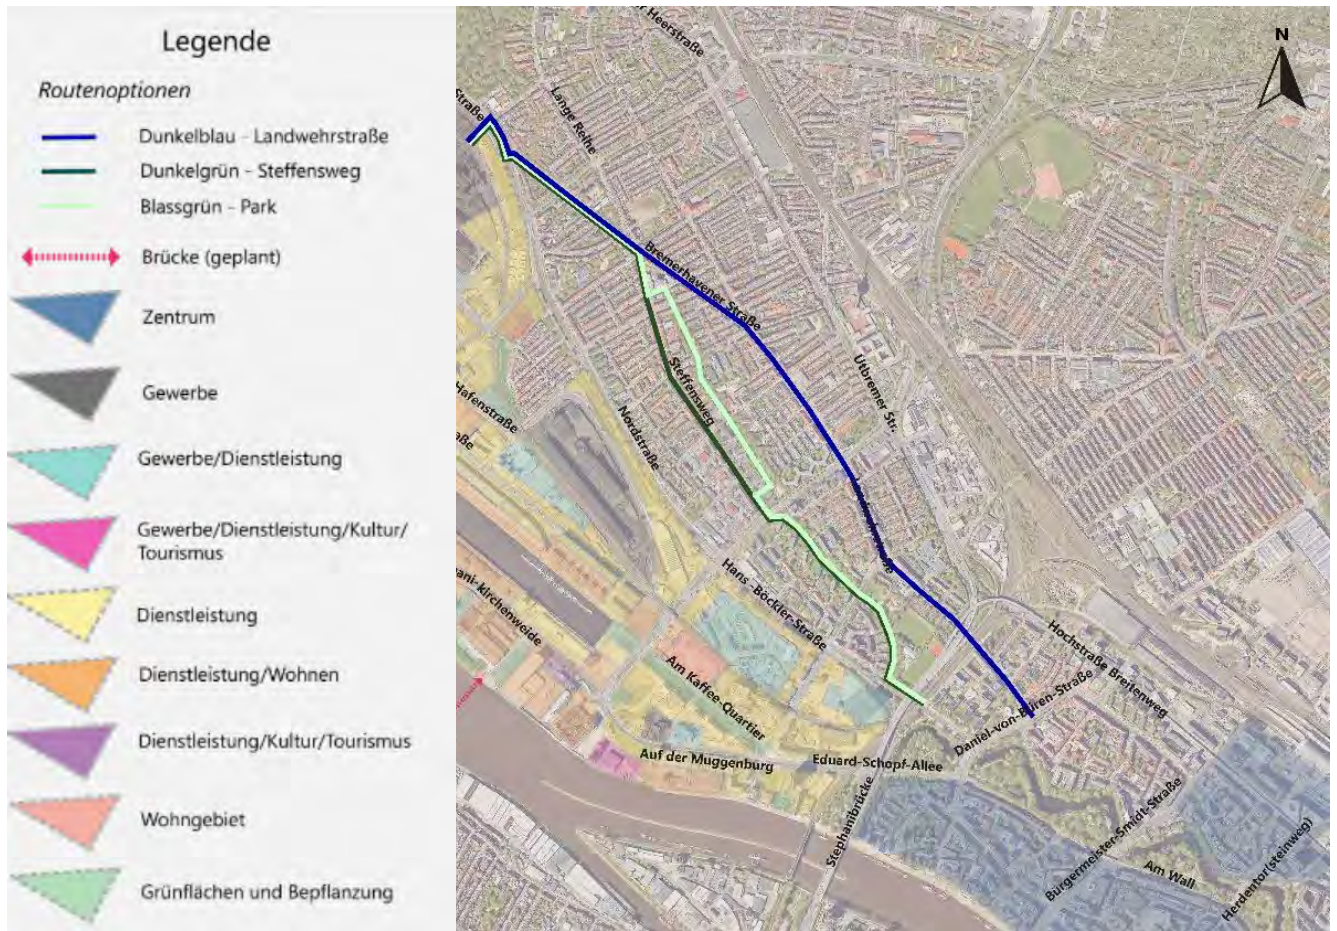 Legende
Routenoptionen
Dunkelblau - Landwehrstraße
Dunkelgrün - Steffensweg
Blassgrün - Park
Brücke (geplant)
Zentrum
Gewerbe
Gewerbe/Dienstleistung
Gewerbe/Dienstleistung/Kultur/
Tourismus
Dienstleistung
Dienstleistung/Wohnen
Dienstleistung/Kultur/Tourismus
Wohngebiet
Grünflächen und Bepflanzung
N
Heerstraße
Straße
Lange Reihe
Bremerhavener Straße
Utbremer Str.
Steffensweg
Hafenstraße
Nordstraße
Hans-Böckler-Straße
Am Kaffee-Quartier
Auf der Muggenburg
Eduard-Schopf-Allee
Stephanibrücke
Daniel-von-Büren-Straße
Hochstraße Breitenweg
Burgermeister-Smidt-Straße
Am Wall
Herdentor(steinweg)